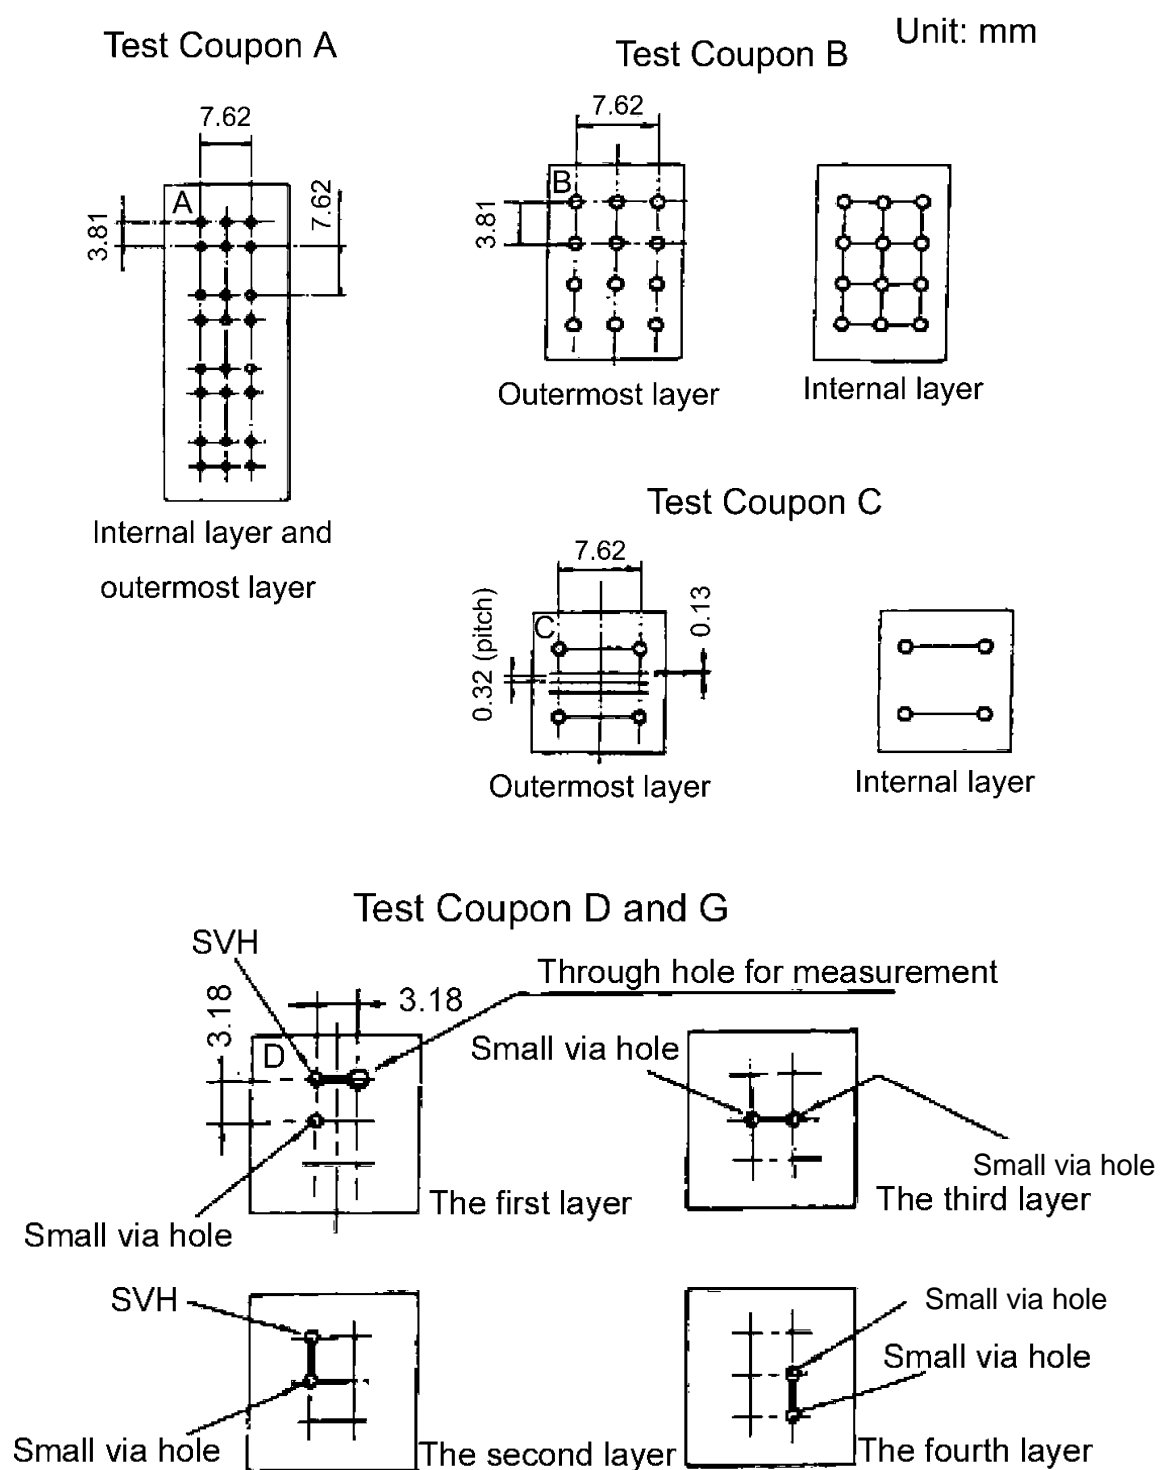 Unit: mm
Test Coupon A
Test Coupon B
7.62
A
3.81
7.62
Internal layer and
outermost layer
7.62
B
3.81
Outermost layer
Internal layer
Test Coupon C
7.62
C
0.32 (pitch)
0.13
Outermost layer
Internal layer
Test Coupon D and G
SVH
Through hole for measurement
3.18
3.18
D
Small via hole
The first layer
Small via hole
Small via hole
The third layer
SVH
Small via hole
The second layer
Small via hole
Small via hole
The fourth layer